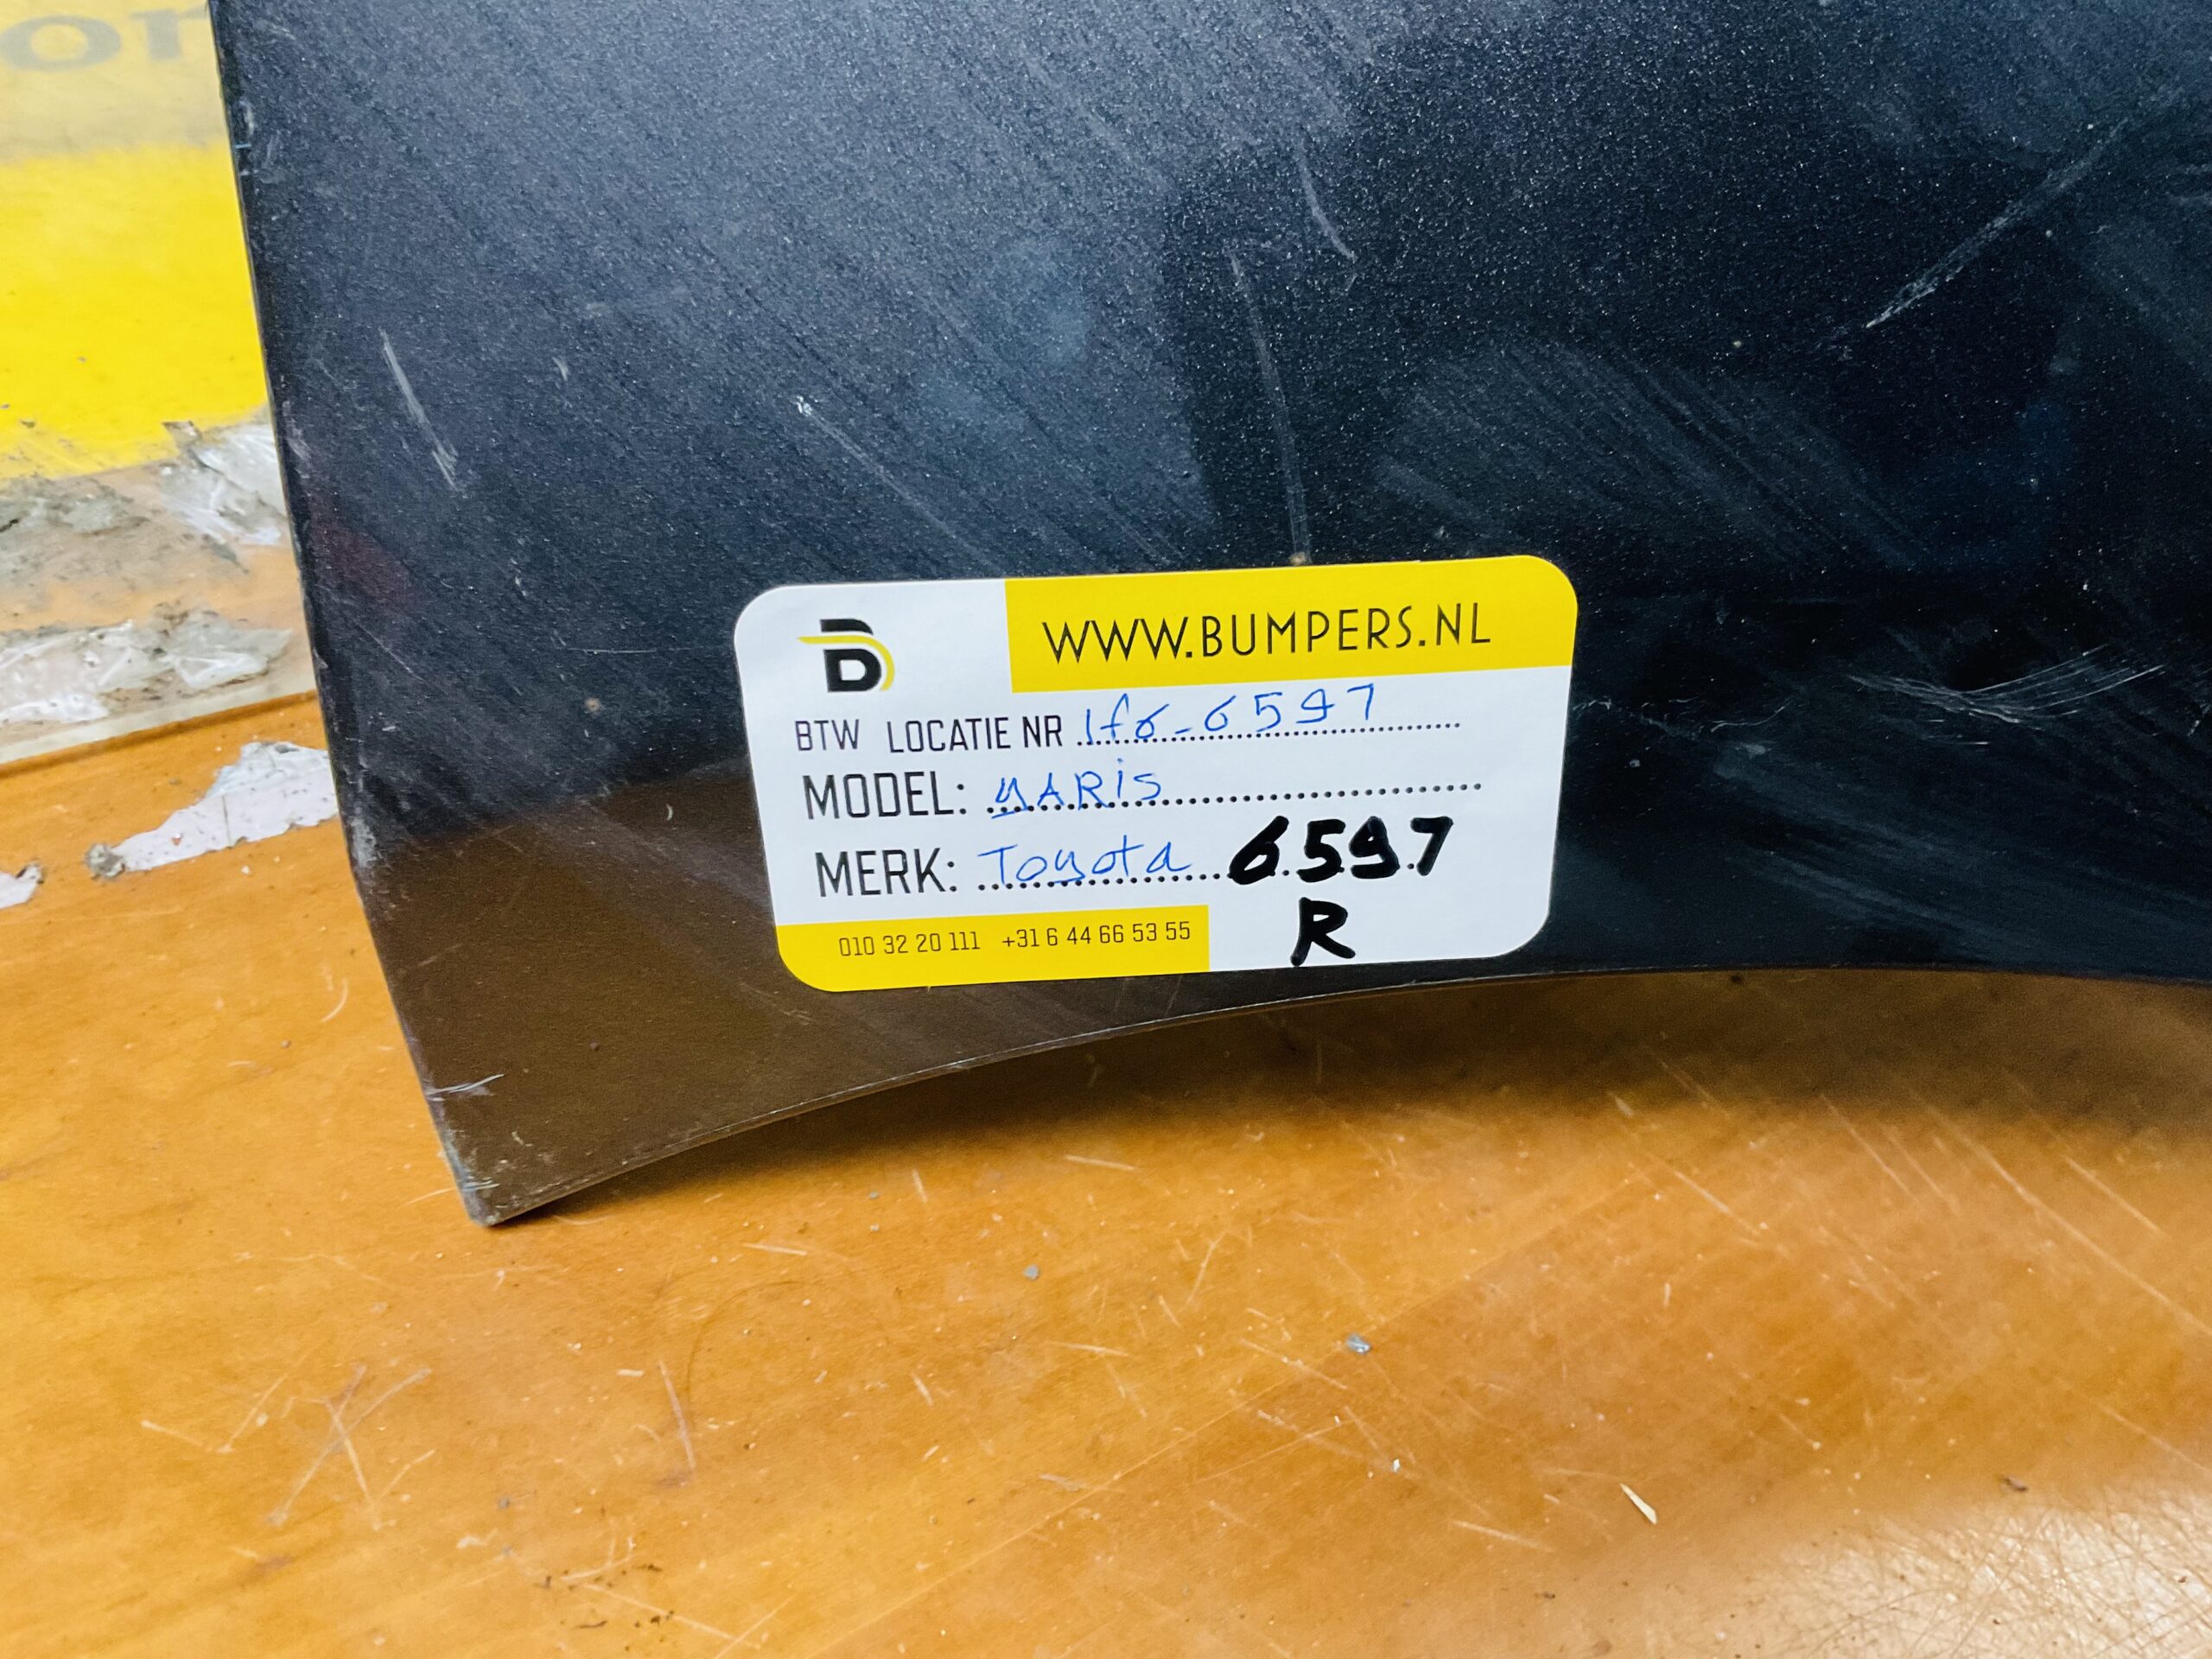 or
WWW.BUMPERS.NL
BTW LOCATIE NR 1f6-6597
MODEL: YARiS
MERK: Toyota 6597
R
010 32 20 111 +31 6 44 66 53 55